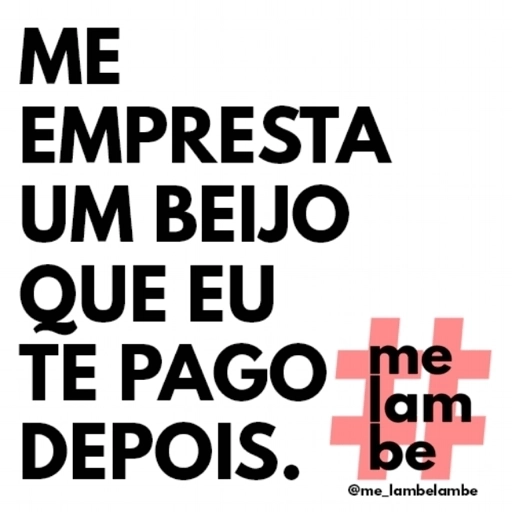 ME
EMPRESTA
UM BEIJO
QUE EU
TE PAGO
DEPOIS.
#
me
lam
be
@me_lambelambe